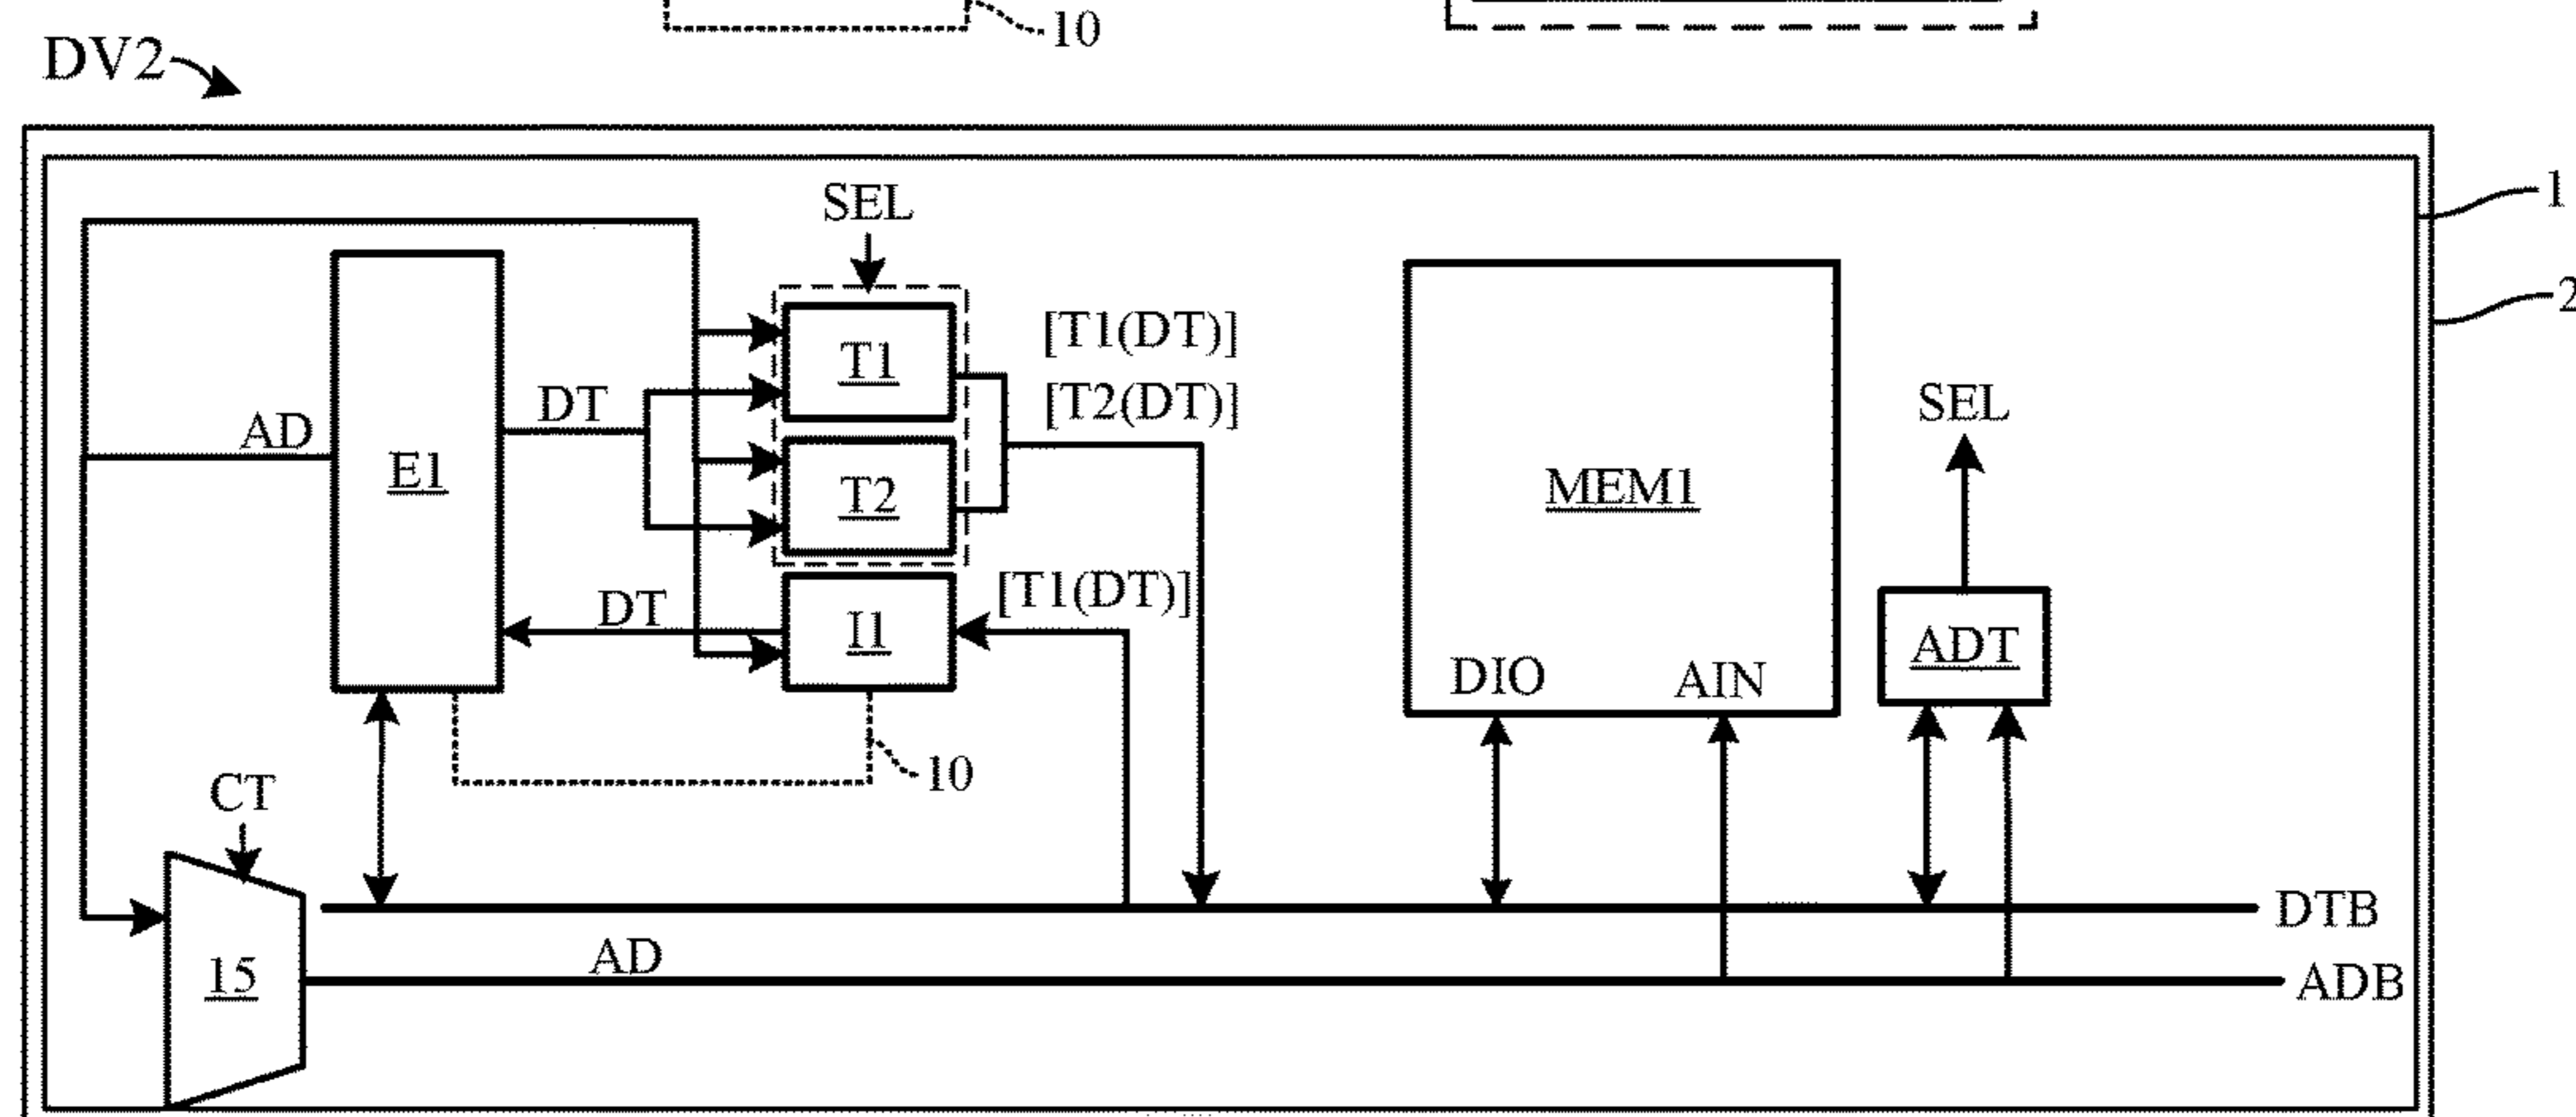 10
DV2
1
SEL
2
[T1(DT)]
T1
DT
[T2(DT)]
SEL
AD
E1
T2
MEM1
[T1(DT)]
DT
I1
ADT
DIO
AIN
10
CT
DTB
AD
15
ADB